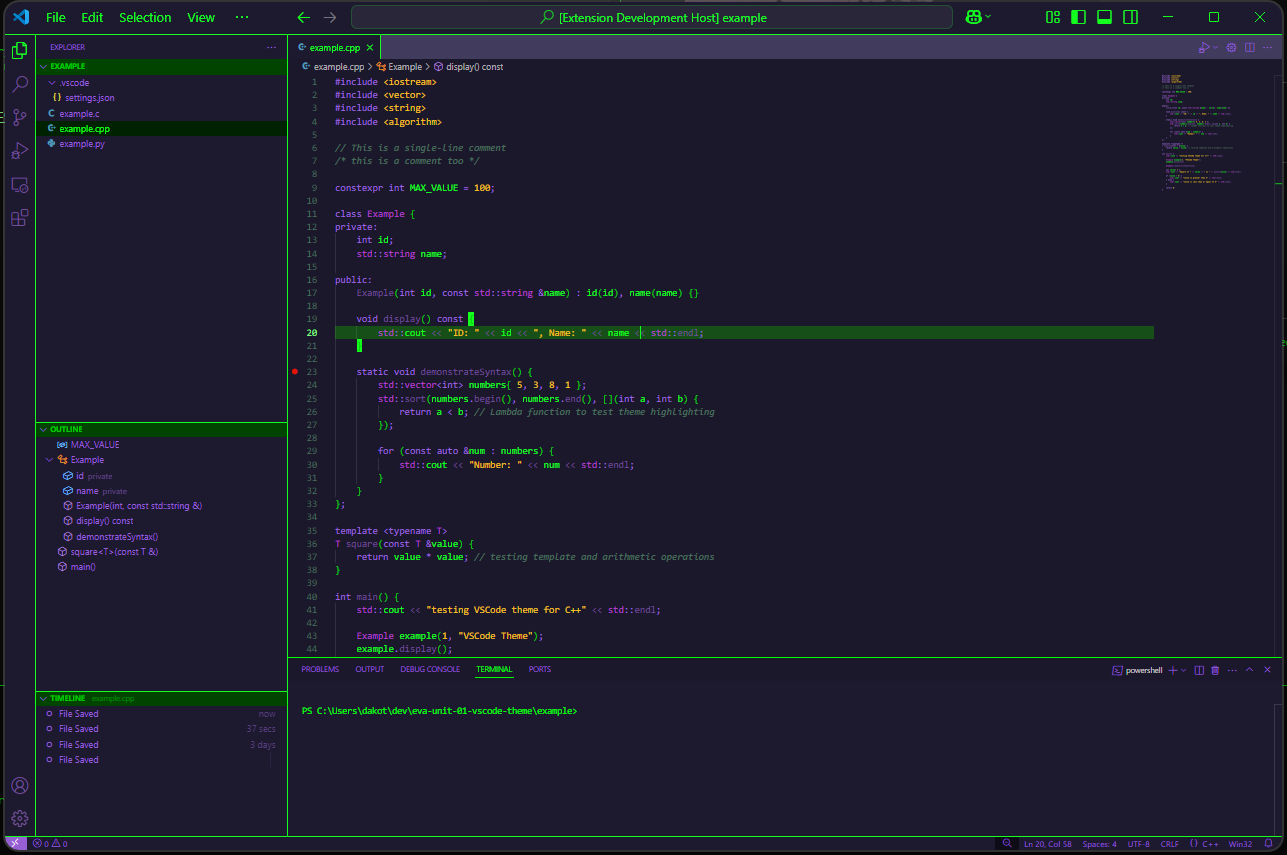 File Edit Selection View ···
[Extension Development Host] example
EXPLORER
EXAMPLE
.vscode
{} settings.json
C example.c
example.cpp
example.py
OUTLINE
MAX_VALUE
Example
id private
name private
Example(int, const std::string &)
display() const
demonstrateSyntax()
square<T>(const T &)
main()
TIMELINE example.cpp
File Saved now
File Saved 37 secs
File Saved 3 days
File Saved
example.cpp
example.cpp > Example > display() const
1 #include <iostream>
2 #include <vector>
3 #include <string>
4 #include <algorithm>
5
6 // This is a single-line comment
7 /* this is a comment too */
8
9 constexpr int MAX_VALUE = 100;
10
11 class Example {
12 private:
13 int id;
14 std::string name;
15
16 public:
17 Example(int id, const std::string &name) : id(id), name(name) {}
18
19 void display() const {
20 std::cout << "ID: " << id << ", Name: " << name << std::endl;
21 }
22
23 static void demonstrateSyntax() {
24 std::vector<int> numbers{ 5, 3, 8, 1 };
25 std::sort(numbers.begin(), numbers.end(), [](int a, int b) {
26 return a < b; // Lambda function to test theme highlighting
27 });
28
29 for (const auto &num : numbers) {
30 std::cout << "Number: " << num << std::endl;
31 }
32 }
33 };
34
35 template <typename T>
36 T square(const T &value) {
37 return value * value; // testing template and arithmetic operations
38 }
39
40 int main() {
41 std::cout << "testing VSCode theme for C++" << std::endl;
42
43 Example example(1, "VSCode Theme");
44 example.display();
PROBLEMS OUTPUT DEBUG CONSOLE TERMINAL PORTS
powershell
PS C:\Users\dakot\dev\eva-unit-01-vscode-theme\example>
0 0
Ln 20, Col 58 Spaces: 4 UTF-8 CRLF {} C++ Win32